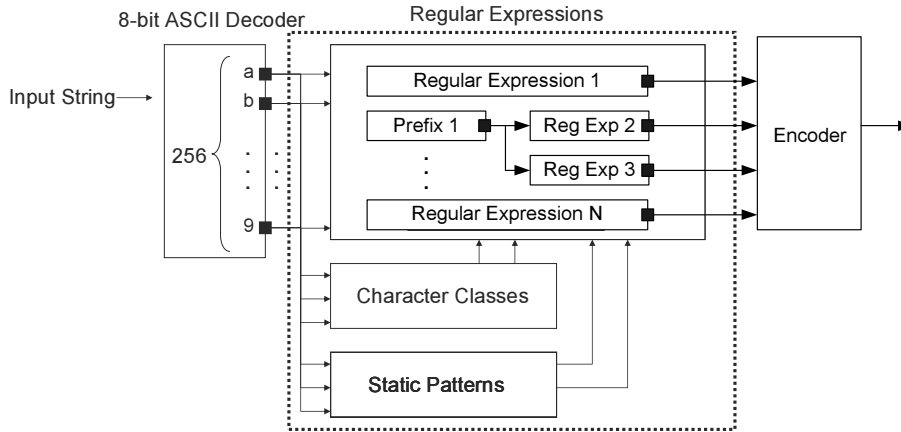 Regular Expressions
8-bit ASCII Decoder
Input String
256
a
b
9
Regular Expression 1
Prefix 1
Reg Exp 2
Reg Exp 3
Regular Expression N
Encoder
Character Classes
Static Patterns